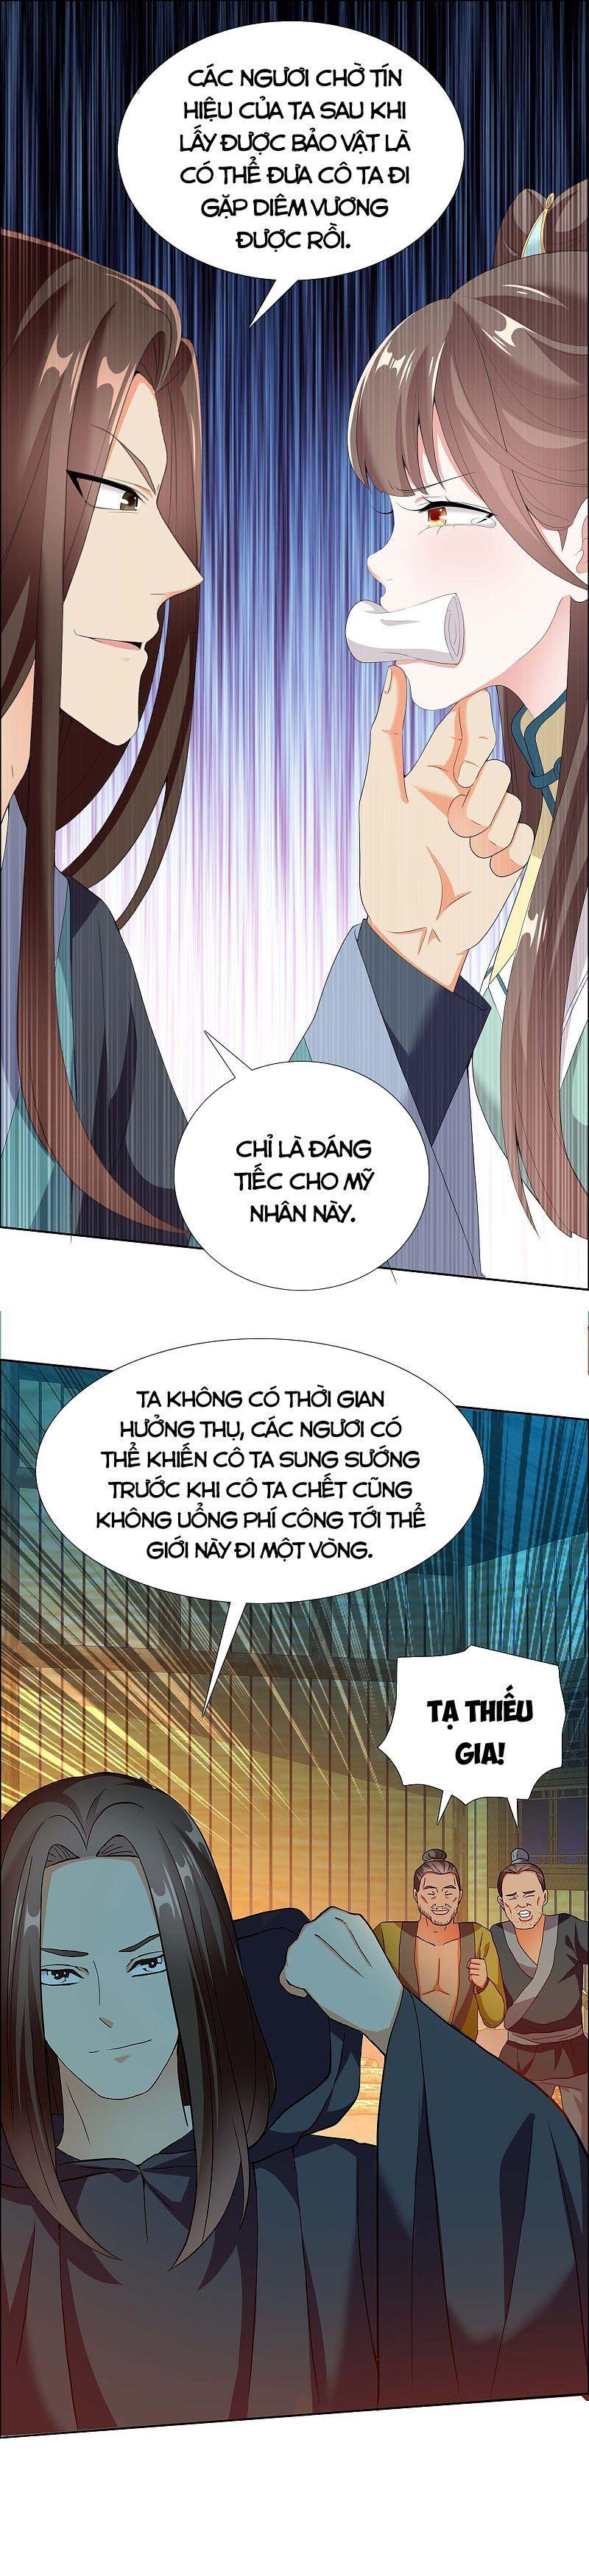 CÁC NGƯƠI CHỜ TÍN
HIỆU CỦA TA SAU KHI
LẤY ĐƯỢC BẢO VẬT LÀ
CÓ THỂ ĐƯA CÔ TA ĐI
GẶP DIÊM VƯƠNG
ĐƯỢC RỒI.
CHỈ LÀ ĐÁNG
TIẾC CHO MỸ
NHÂN NÀY.
TA KHÔNG CÓ THỜI GIAN
HƯỞNG THỤ, CÁC NGƯƠI CÓ
THỂ KHIẾN CÔ TA SUNG SƯỚNG
TRƯỚC KHI CÔ TA CHẾT CŨNG
KHÔNG UỔNG PHÍ CÔNG TỚI THẾ
GIỚI NÀY ĐI MỘT VÒNG.
TẠ THIẾU
GIA!